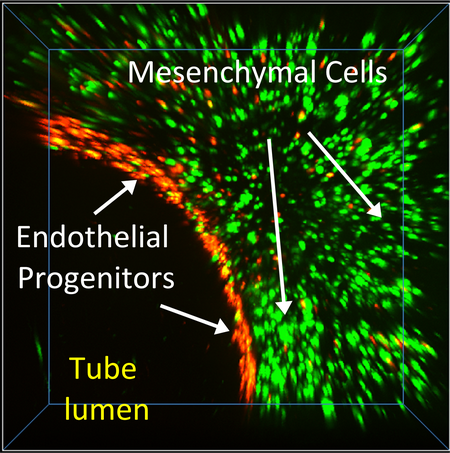 Mesenchymal Cells
Endothelial
Progenitors
Tube
lumen